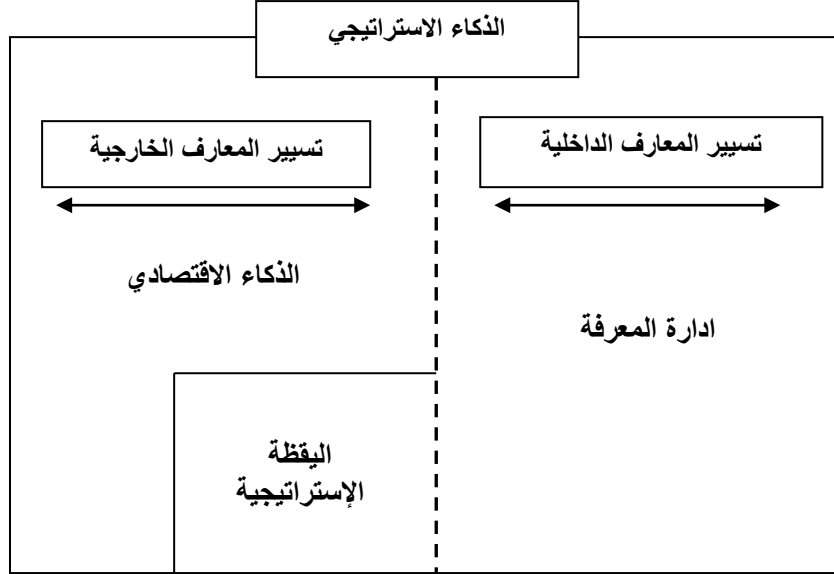 الذكاء الاستراتيجي
تسيير المعارف الداخلية
تسيير المعارف الخارجية
الذكاء الاقتصادي
ادارة المعرفة
اليقظة
الإستراتيجية